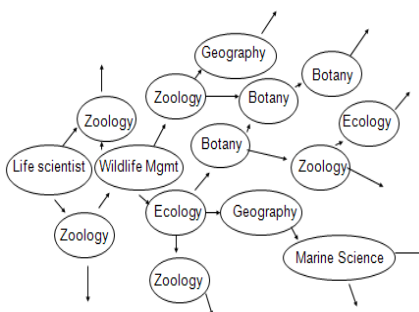 Geography
Zoology
Botany
Botany
Zoology
Ecology
Botany
Life scientist
Wildlife Mgmt
Zoology
Ecology
Geography
Zoology
Marine Science
Zoology